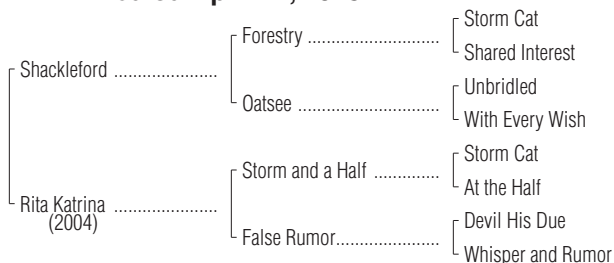 Storm Cat
Forestry ........................................
Shared Interest
Shackleford .........................
Unbridled
Oatsee ...........................................
With Every Wish
Storm Cat
Storm and a Half .......................
At the Half
Rita Katrina .........................
(2004)
Devil His Due
False Rumor................................
Whisper and Rumor